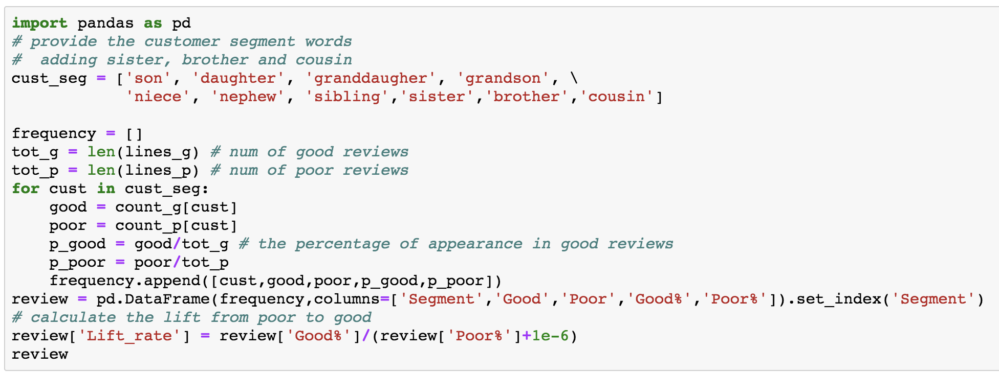 import pandas as pd
# provide the customer segment words
#  adding sister, brother and cousin
cust_seg = ['son', 'daughter', 'granddaugher', 'grandson', \
            'niece', 'nephew', 'sibling','sister','brother','cousin']
frequency = []
tot_g = len(lines_g) # num of good reviews
tot_p = len(lines_p) # num of poor reviews
for cust in cust_seg:
    good = count_g[cust]
    poor = count_p[cust]
    p_good = good/tot_g # the percentage of appearance in good reviews
    p_poor = poor/tot_p
    frequency.append([cust,good,poor,p_good,p_poor])
review = pd.DataFrame(frequency,columns=['Segment','Good','Poor','Good%','Poor%']).set_index('Segment')
# calculate the lift from poor to good
review['Lift_rate'] = review['Good%']/(review['Poor%']+1e-6)
review